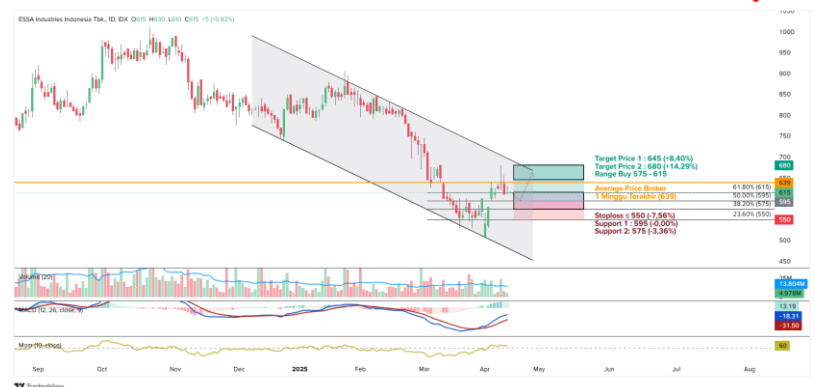 ESSA Industries Indonesia Tbk., 1D, IDX O615 H630 L610 C615 +5 (+0.82%)
1000
950
900
850
800
750
700
680
639
615
595
550
500
450
Target Price 1 : 645 (+8,40%)
Target Price 2 : 680 (+14,29%)
Range Buy 575 - 615
Average Price Broker
1 Minggu Terakhir (639)
61.80% (615)
50.00% (595)
38.20% (575)
23.60% (550)
Stoploss ≤ 550 (-7,56%)
Support 1 : 595 (-0,00%)
Support 2: 575 (-3,36%)
Volume (20)
13.804M
4.978M
MACD (12, 26, close, 9)
13.19
-18.31
-31.50
Mom (10, close)
60
Sep Oct Nov Dec 2025 Feb Mar Apr May Jun Jul Aug
TradingView